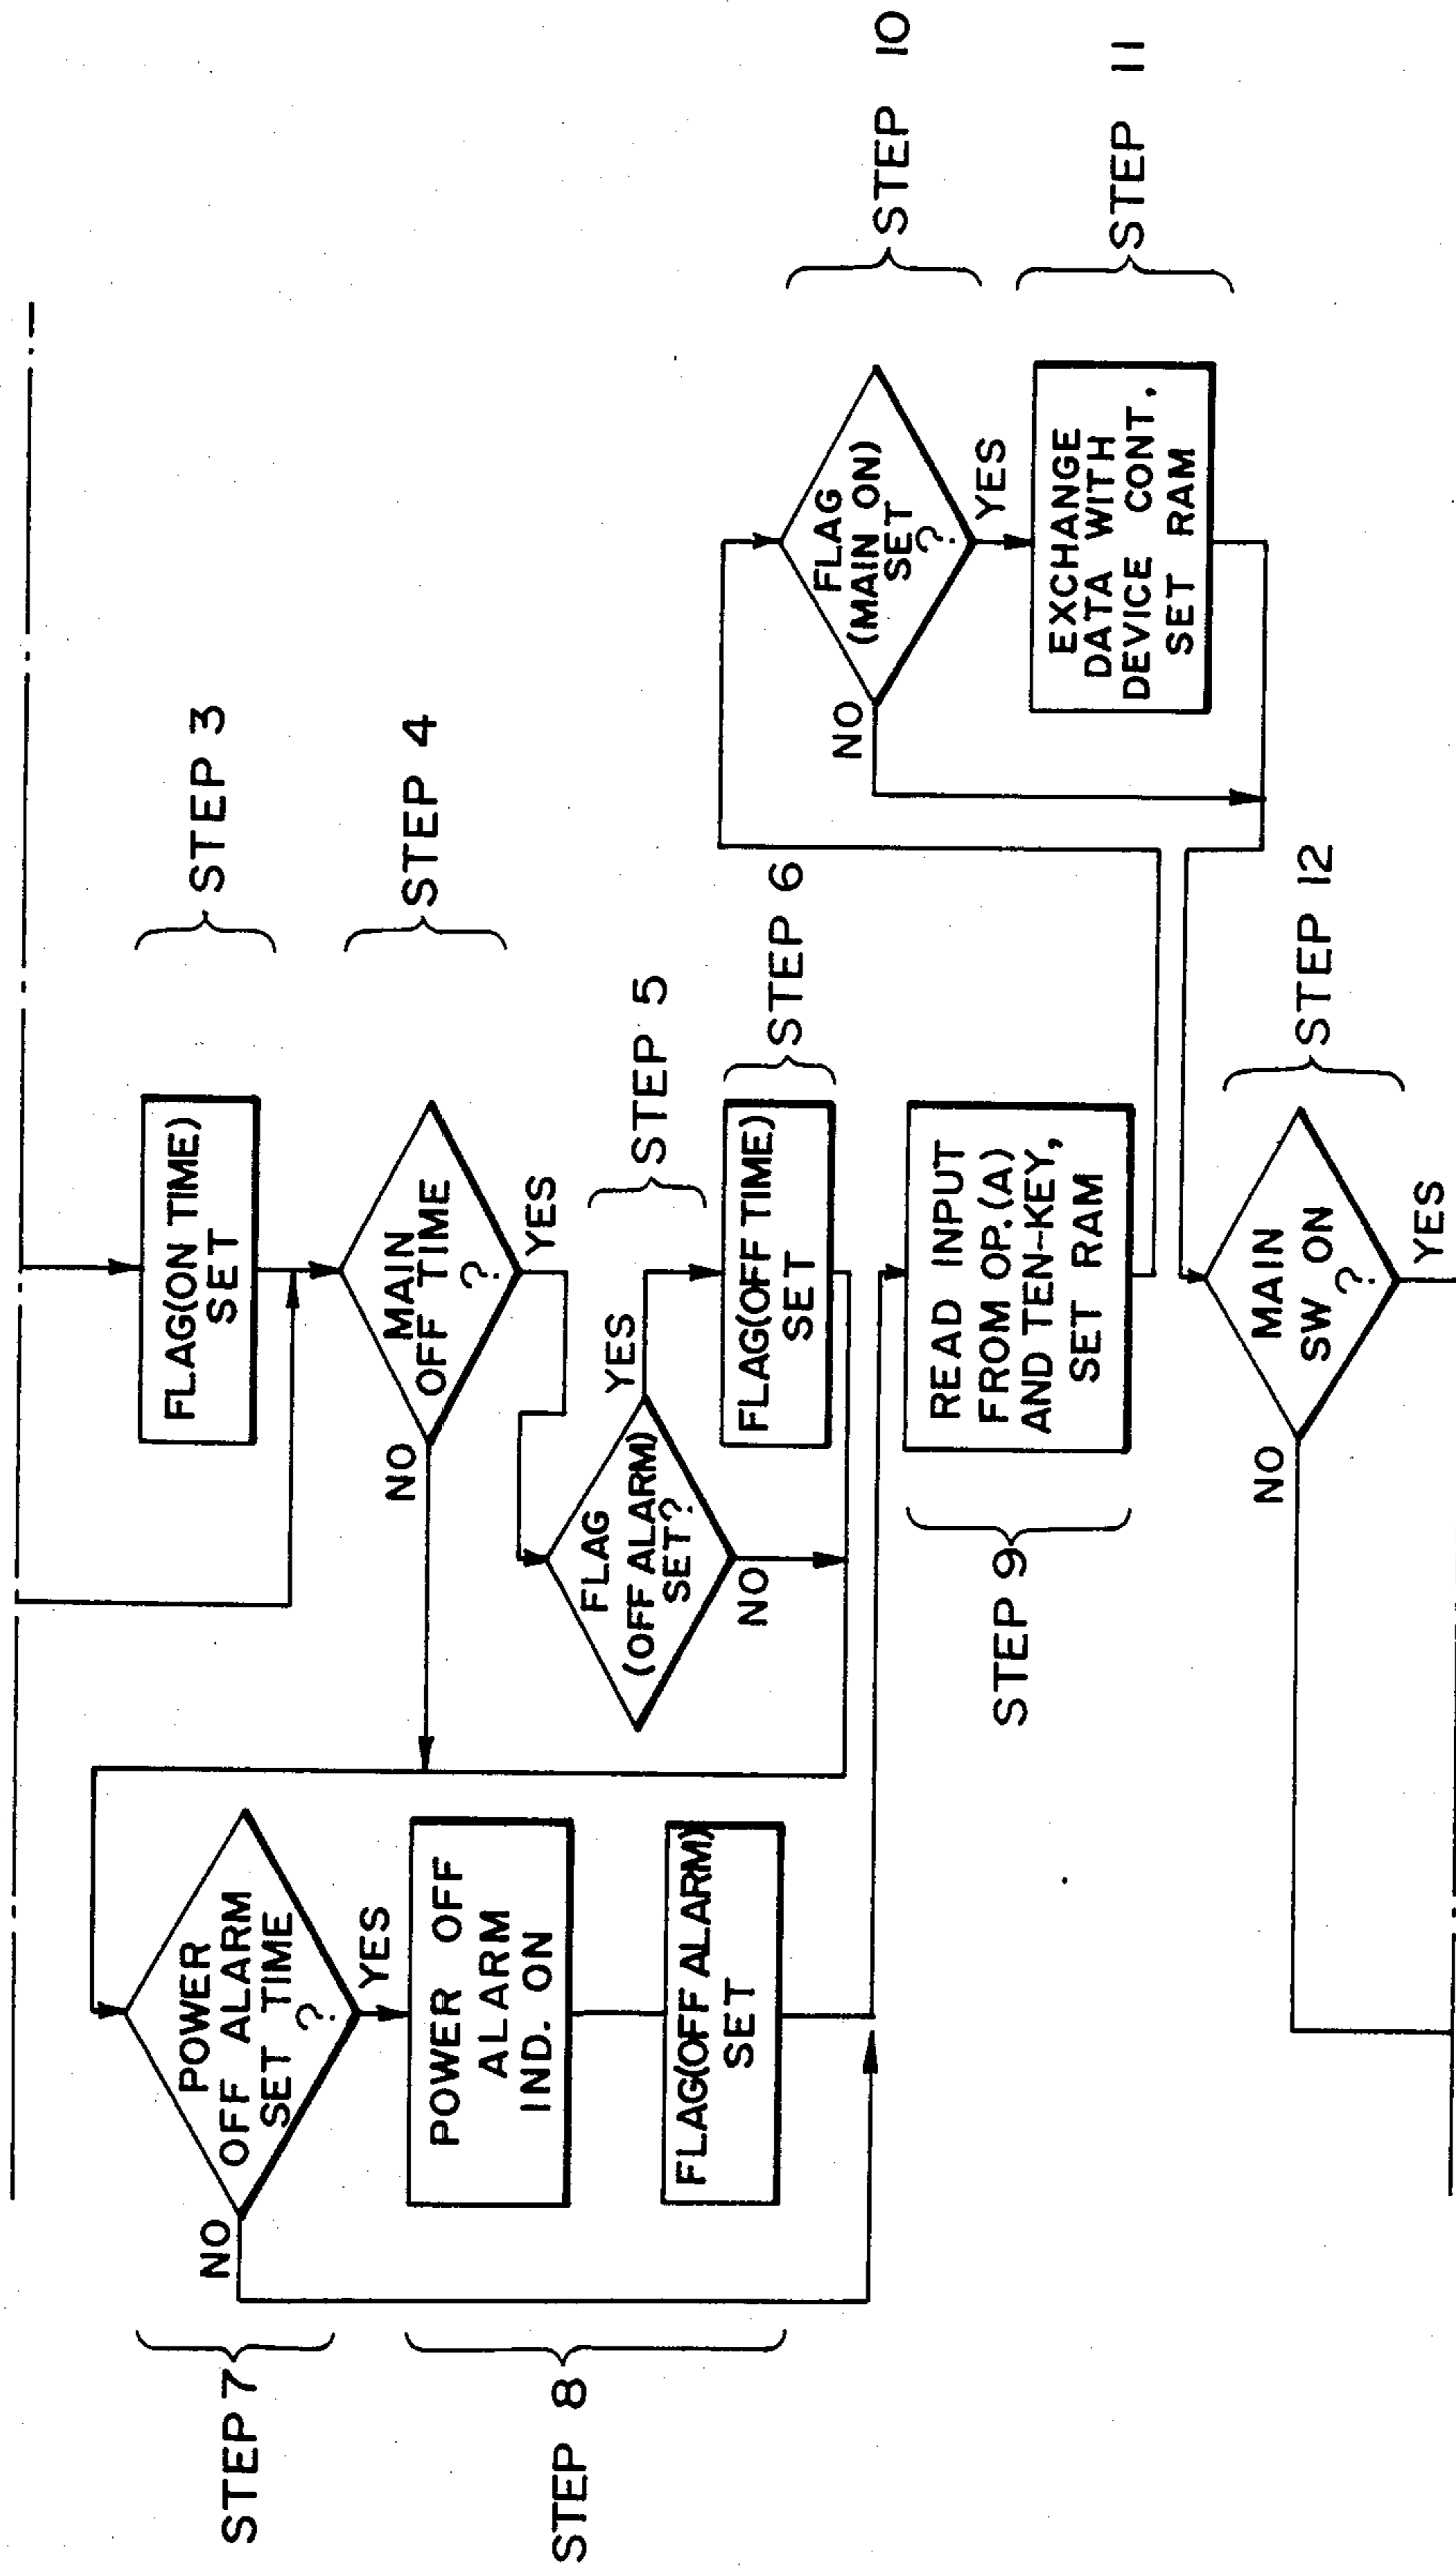 FLAG(ON TIME)
SET
STEP 3
MAIN
OFF TIME
?
YES
NO
STEP 4
FLAG
(OFF ALARM)
SET?
YES
NO
STEP 5
FLAG(OFF TIME)
SET
STEP 6
POWER
OFF ALARM
SET TIME
?
YES
NO
STEP 7
POWER OFF
ALARM
IND. ON
FLAG(OFF ALARM)
SET
STEP 8
READ INPUT
FROM OP.(A)
AND TEN-KEY,
SET RAM
STEP 9
FLAG
(MAIN ON)
SET
?
YES
NO
STEP 10
EXCHANGE
DATA WITH
DEVICE CONT,
SET RAM
STEP 11
MAIN
SW ON
?
YES
NO
STEP 12